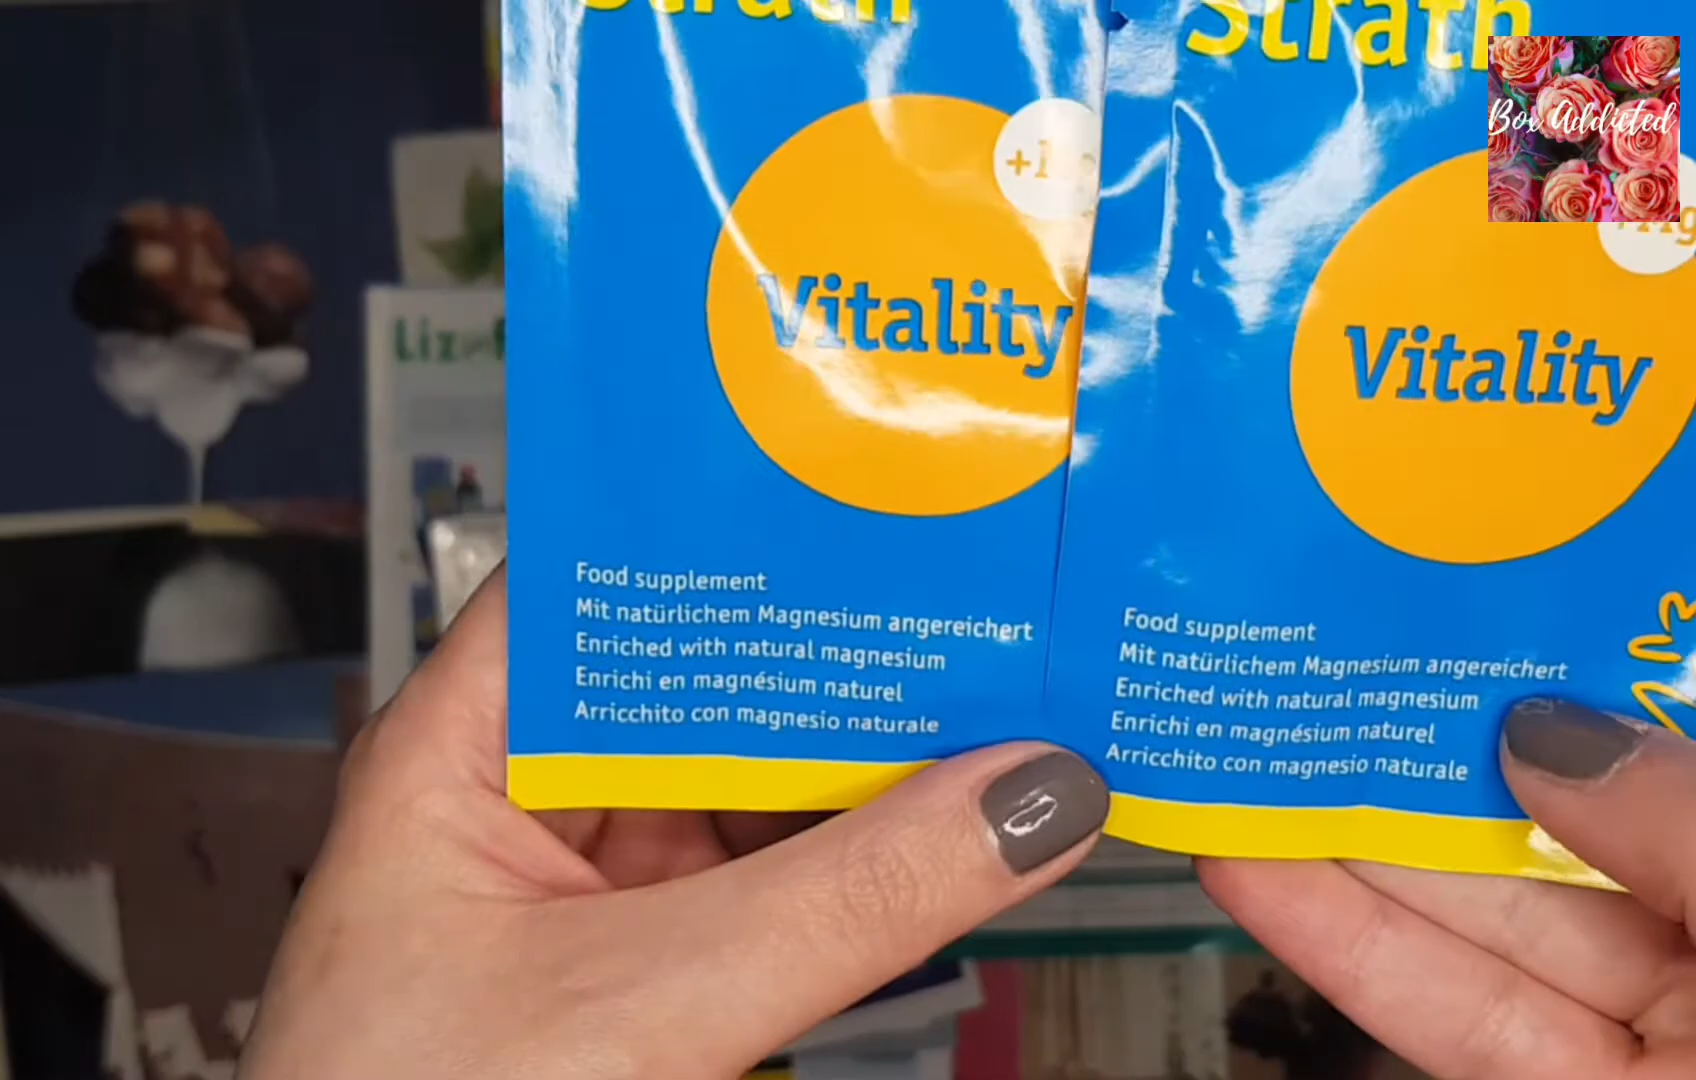 Strath
Vitality
Food supplement
Mit natürlichem Magnesium angereichert
Enriched with natural magnesium
Enrichi en magnésium naturel
Arricchito con magnesio naturale
Strath
Vitality
Food supplement
Mit natürlichem Magnesium angereichert
Enriched with natural magnesium
Enrichi en magnésium naturel
Arricchito con magnesio naturale
Box Addicted